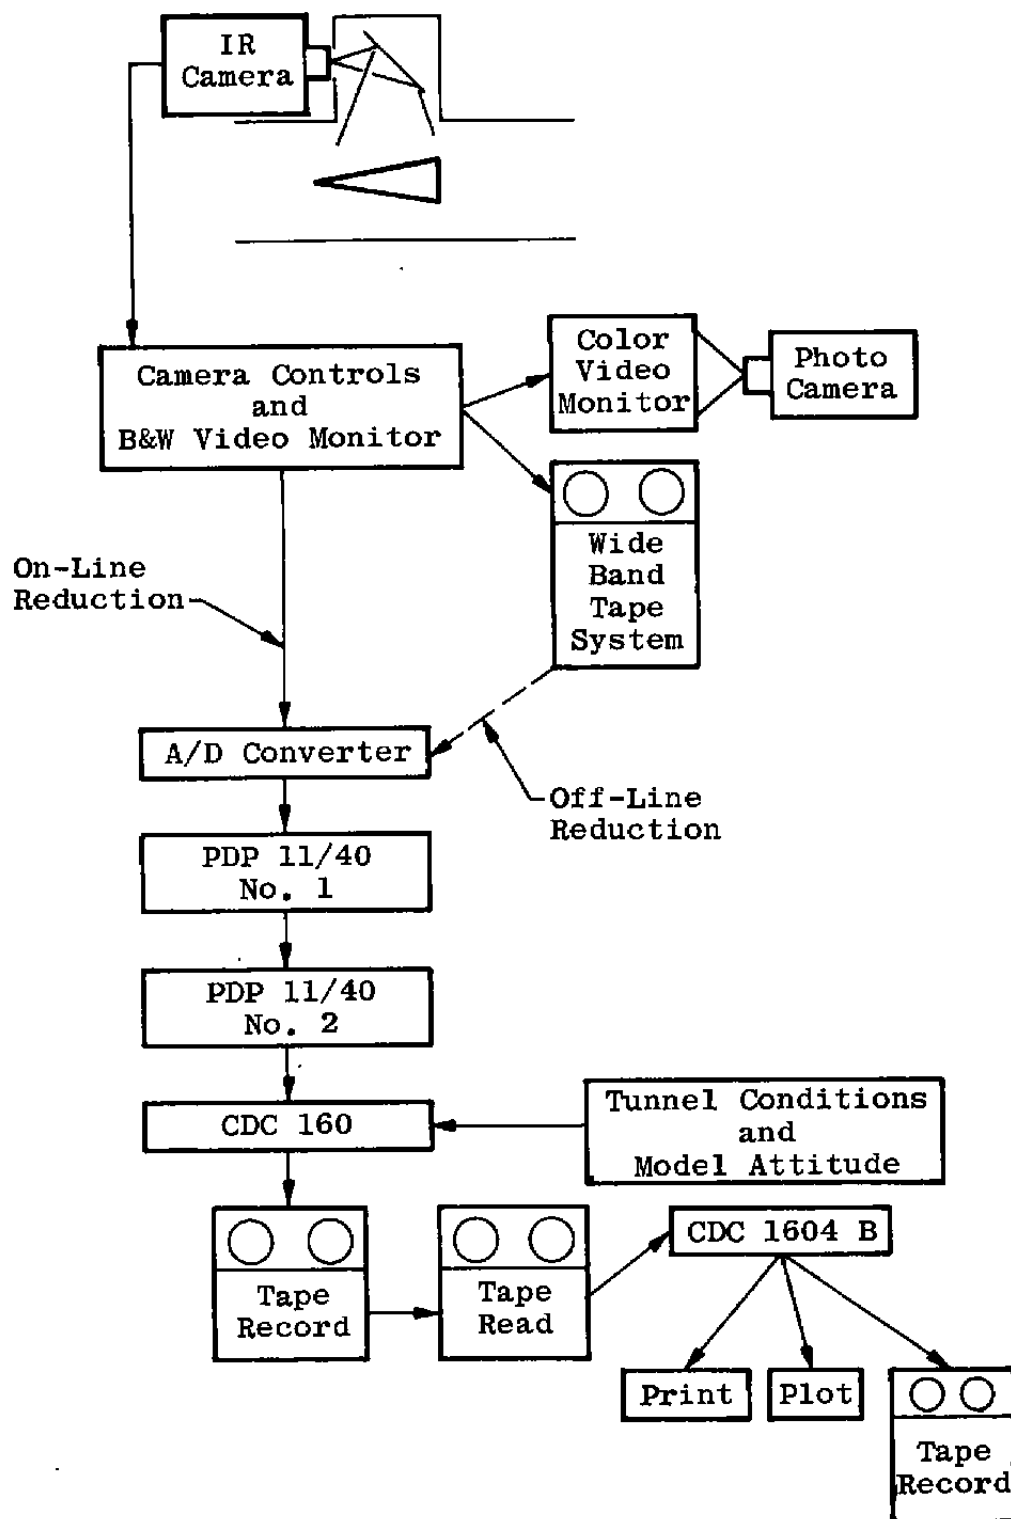 IR
Camera
Camera Controls
and
B&W Video Monitor
Color
Video
Monitor
Photo
Camera
Wide
Band
Tape
System
On-Line
Reduction
A/D Converter
Off-Line
Reduction
PDP 11/40
No. 1
PDP 11/40
No. 2
CDC 160
Tunnel Conditions
and
Model Attitude
Tape
Record
Tape
Read
CDC 1604 B
Print
Plot
Tape
Record